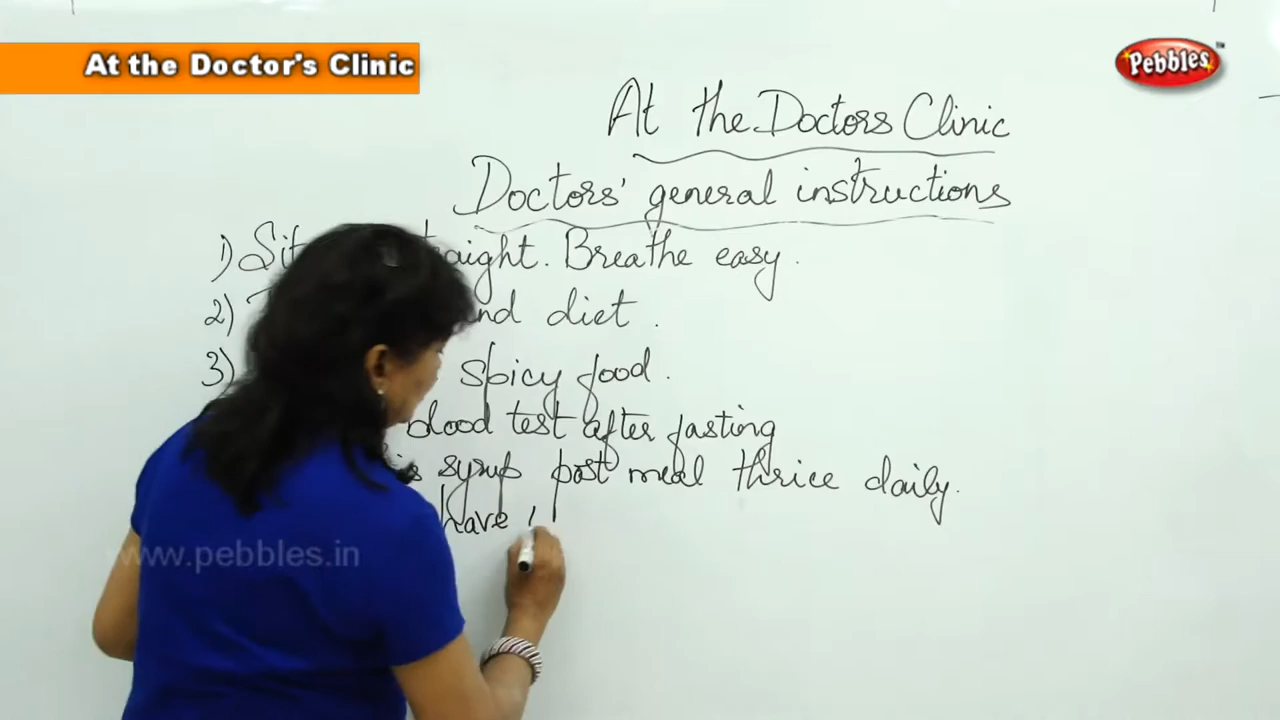 At the Doctor's Clinic
Pebbles™
At the Doctors Clinic
Doctors' general instructions
1) Sit straight. Breathe easy.
2) and diet.
3) spicy food.
blood test after fasting
syrup post meal thrice daily.
have
www.pebbles.in